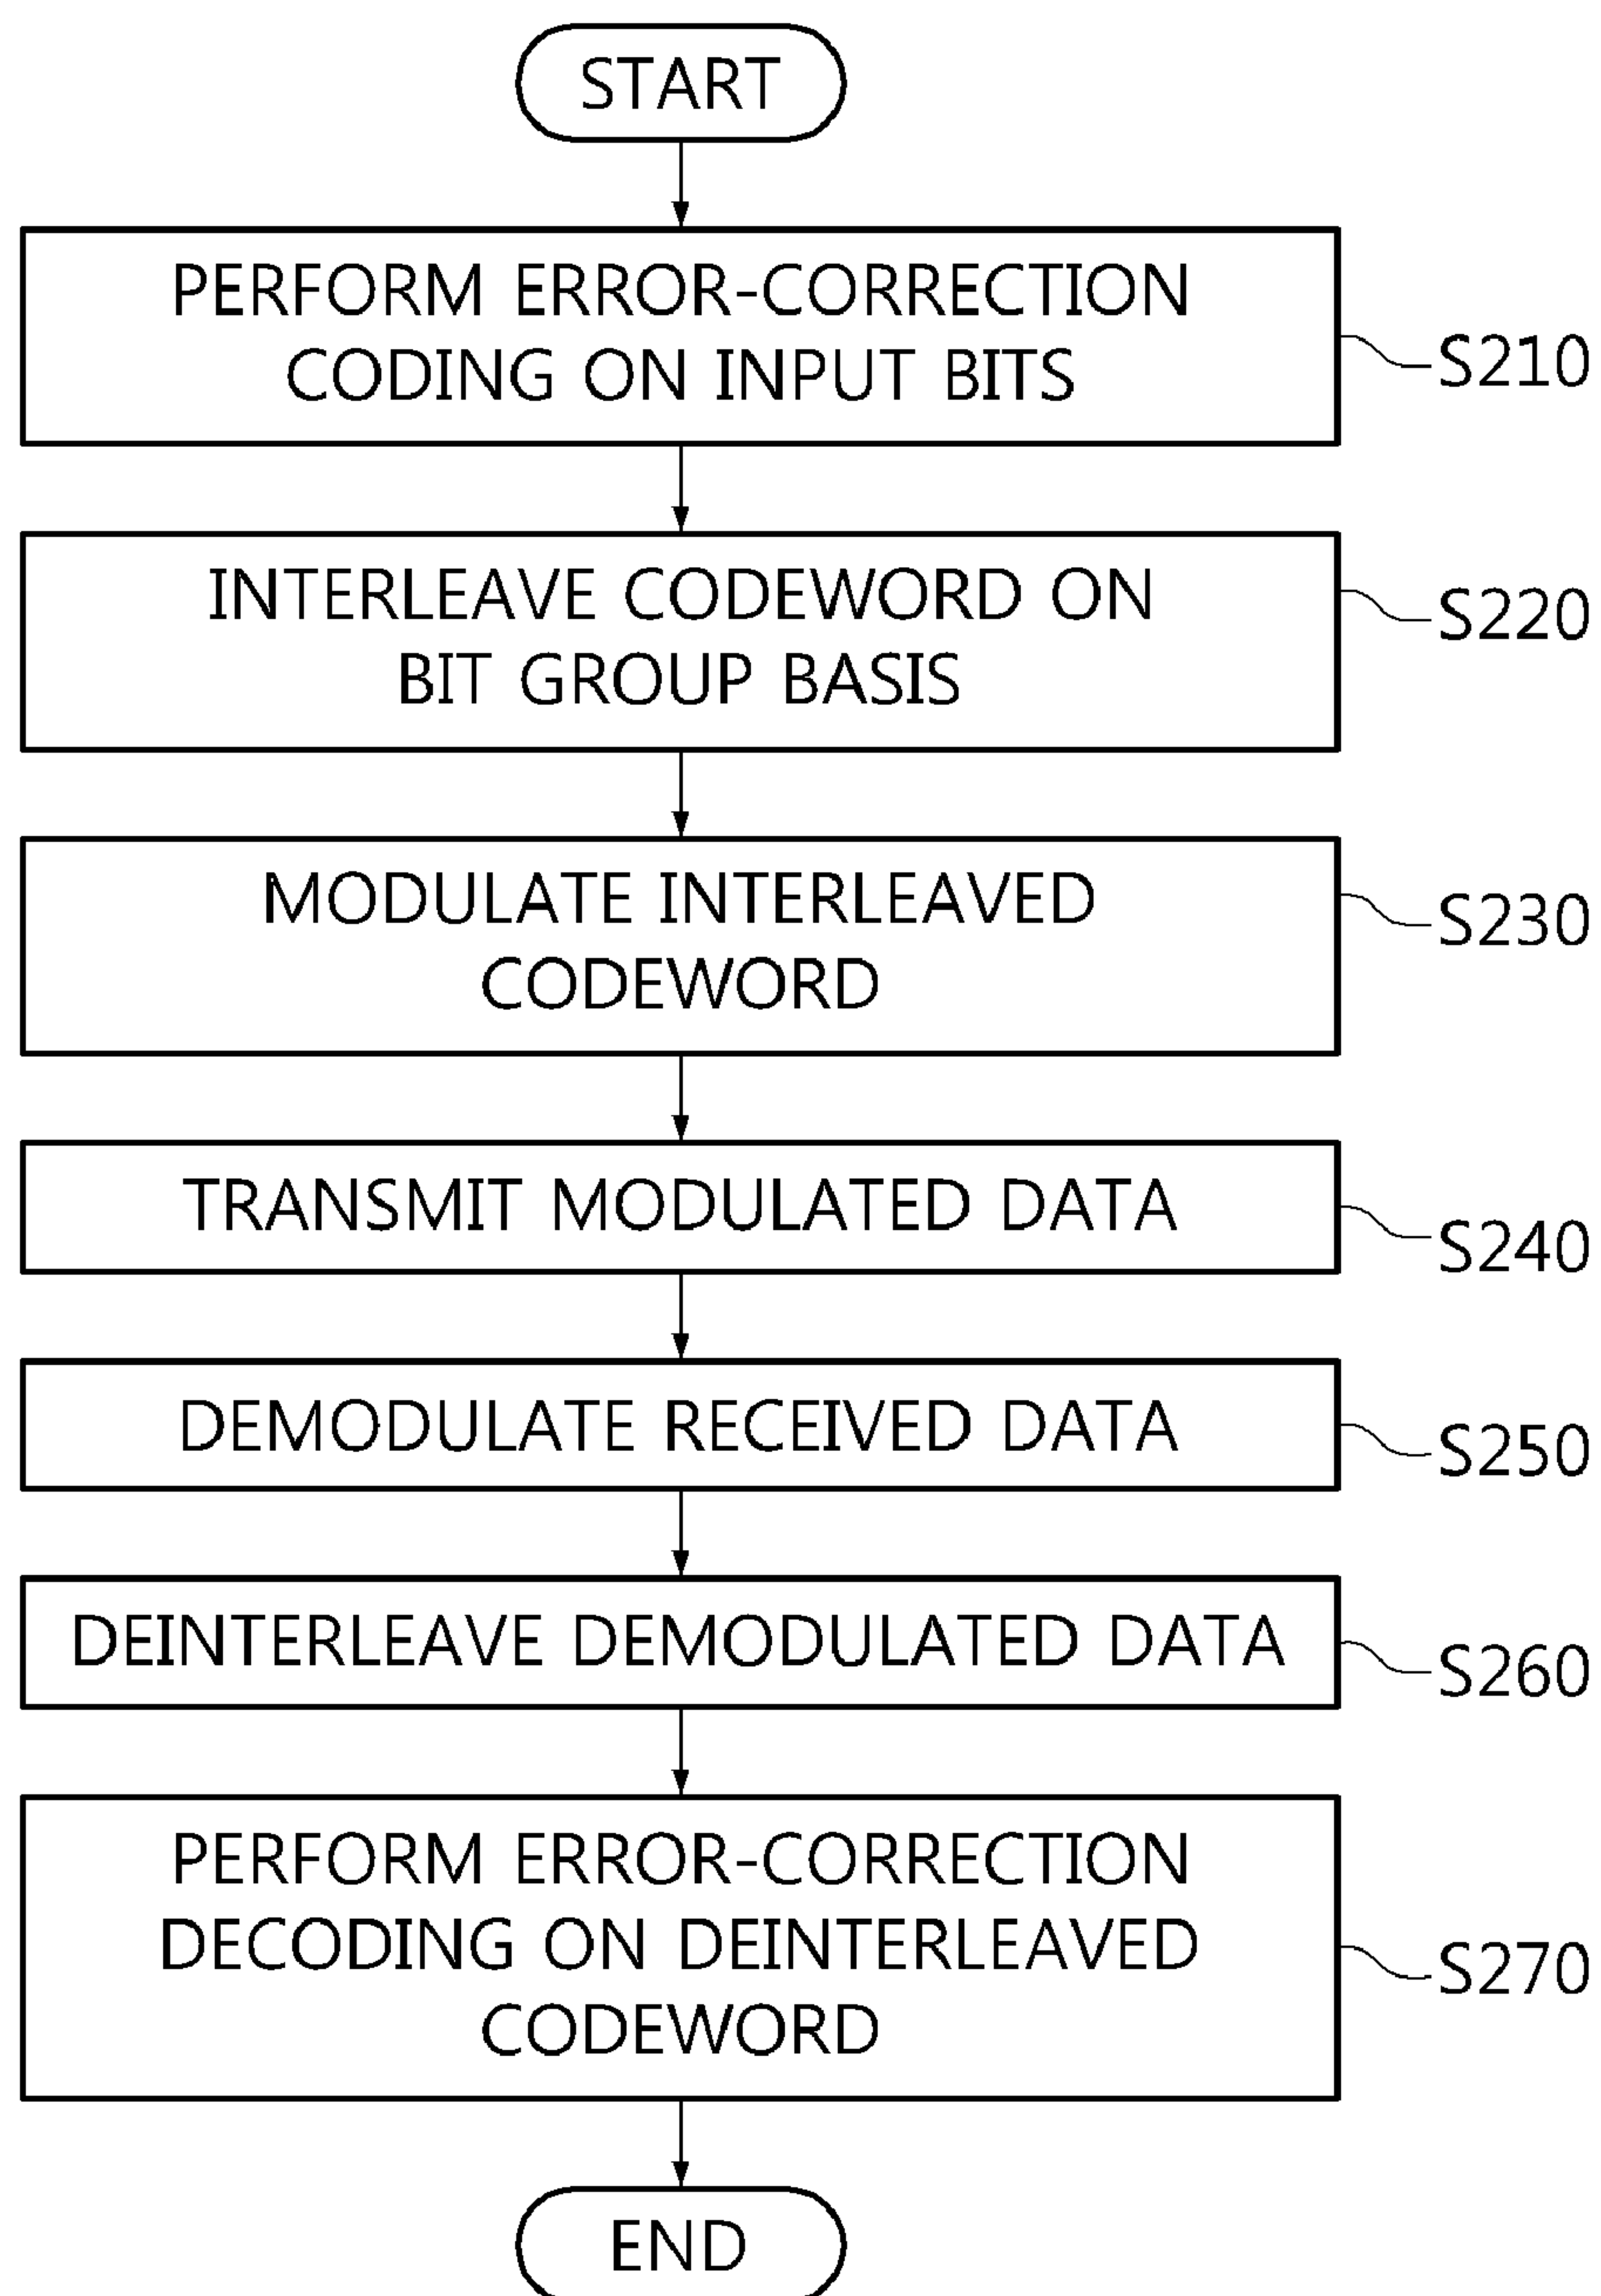 START
PERFORM ERROR-CORRECTION
CODING ON INPUT BITS
S210
INTERLEAVE CODEWORD ON
BIT GROUP BASIS
S220
MODULATE INTERLEAVED
CODEWORD
S230
TRANSMIT MODULATED DATA
S240
DEMODULATE RECEIVED DATA
S250
DEINTERLEAVE DEMODULATED DATA
S260
PERFORM ERROR-CORRECTION
DECODING ON DEINTERLEAVED
CODEWORD
S270
END